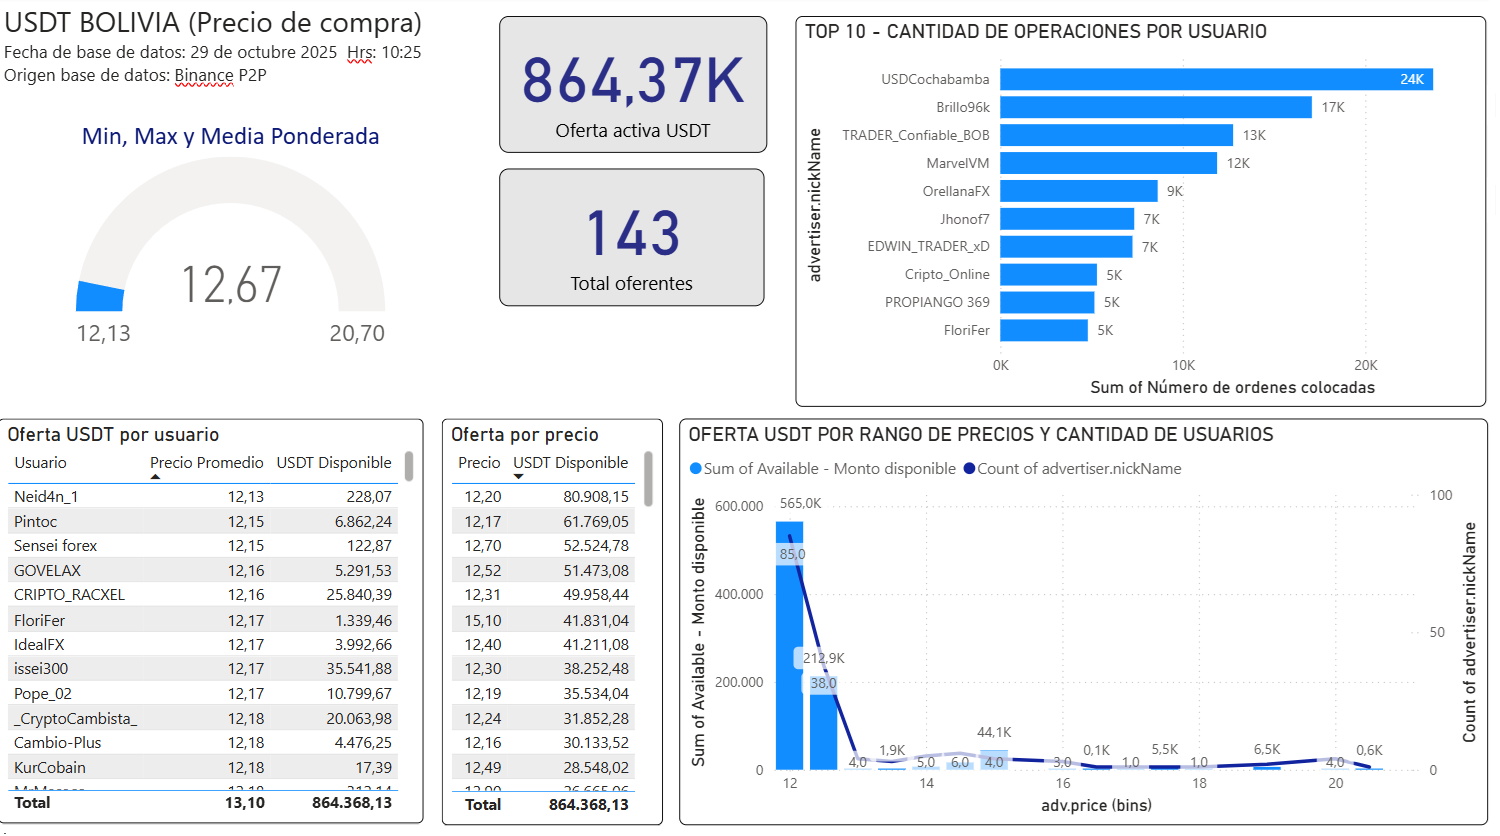 USDT BOLIVIA (Precio de compra)
Fecha de base de datos: 29 de octubre 2025 Hrs: 10:25
Origen base de datos: Binance P2P
Min, Max y Media Ponderada
12,67
12,13
20,70
864,37K
Oferta activa USDT
143
Total oferentes
TOP 10 - CANTIDAD DE OPERACIONES POR USUARIO
advertiser.nickName
USDCochabamba 24K
Brillo96k 17K
TRADER_Confiable_BOB 13K
MarvelVM 12K
OrellanaFX 9K
Jhonof7 7K
EDWIN_TRADER_xD 7K
Cripto_Online 5K
PROPIANGO 369 5K
FloriFer 5K
0K 10K 20K
Sum of Número de ordenes colocadas
Oferta USDT por usuario
Usuario Precio Promedio USDT Disponible
Neid4n_1 12,13 228,07
Pintoc 12,15 6.862,24
Sensei forex 12,15 122,87
GOVELAX 12,16 5.291,53
CRIPTO_RACXEL 12,16 25.840,39
FloriFer 12,17 1.339,46
IdealFX 12,17 3.992,66
issei300 12,17 35.541,88
Pope_02 12,17 10.799,67
_CryptoCambista_ 12,18 20.063,98
Cambio-Plus 12,18 4.476,25
KurCobain 12,18 17,39
Total 13,10 864.368,13
Oferta por precio
Precio USDT Disponible
12,20 80.908,15
12,17 61.769,05
12,70 52.524,78
12,52 51.473,08
12,31 49.958,44
15,10 41.831,04
12,40 41.211,08
12,30 38.252,48
12,19 35.534,04
12,24 31.852,28
12,16 30.133,52
12,49 28.548,02
Total 864.368,13
OFERTA USDT POR RANGO DE PRECIOS Y CANTIDAD DE USUARIOS
Sum of Available - Monto disponible Count of advertiser.nickName
Sum of Available - Monto disponible
600.000
400.000
200.000
0
565,0K
85,0
212,9K
38,0
4,0
1,9K
5,0
6,0
44,1K
4,0
3,0
0,1K
1,0
5,5K
1,0
6,5K
4,0
0,6K
100
50
0
Count of advertiser.nickName
12 14 16 18 20
adv.price (bins)